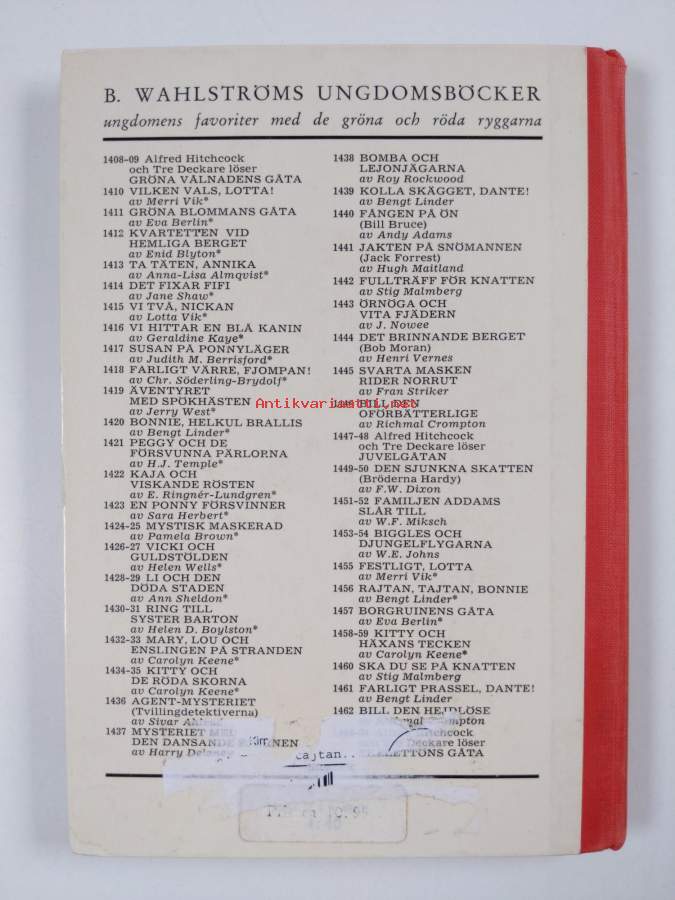 B. WAHLSTRÖMS UNGDOMSBÖCKER
ungdomens favoriter med de gröna och röda ryggarna
1408-09 Alfred Hitchcock
och Tre Deckare löser
GRÖNA VÅLNADENS GÅTA
1410 VILKEN VALS, LOTTA!
av Merri Vik*
1411 GRÖNA BLOMMANS GÅTA
av Eva Berlin*
1412 KVARTETTEN VID
HEMLIGA BERGET
av Enid Blyton*
1413 TA TÄTEN, ANNIKA
av Anna-Lisa Almqvist*
1414 DET FIXAR FIFI
av Jane Shaw*
1415 VI TVÅ, NICKAN
av Lotta Vik*
1416 VI HITTAR EN BLÅ KANIN
av Geraldine Kaye*
1417 SUSAN PÅ PONNYLÄGER
av Judith M. Berrisford*
1418 FARLIGT VÄRRE, FJOMPAN!
av Chr. Söderling-Brydolf*
1419 ÄVENTYRET
MED SPÖKHÄSTEN
av Jerry West*
1420 BONNIE, HELKUL BRALLIS
av Bengt Linder*
1421 PEGGY OCH DE
FÖRSVUNNA PÄRLORNA
av H.J. Temple*
1422 KAJA OCH
VISKANDE RÖSTEN
av E. Ringnér-Lundgren*
1423 EN PONNY FÖRSVINNER
av Sara Herbert*
1424-25 MYSTISK MASKERAD
av Pamela Brown*
1426-27 VICKI OCH
GULDSTÖLDEN
av Helen Wells*
1428-29 LI OCH DEN
DÖDA STADEN
av Ann Sheldon*
1430-31 RING TILL
SYSTER BARTON
av Helen D. Boylston*
1432-33 MARY, LOU OCH
ENSLINGEN PÅ STRANDEN
av Carolyn Keene*
1434-35 KITTY OCH
DE RÖDA SKORNA
av Carolyn Keene*
1436 AGENT-MYSTERIET
(Tvillingdetektiverna)
av Sivar
1437 MYSTERIET
DEN DANSANDE
av Harry
1438 BOMBA OCH
LEJONJÄGARNA
av Roy Rockwood
1439 KOLLA SKÄGGET, DANTE!
av Bengt Linder
1440 FÅNGEN PÅ ÖN
(Bill Bruce)
av Andy Adams
1441 JAKTEN PÅ SNÖMANNEN
(Jack Forrest)
av Hugh Maitland
1442 FULLTRÄFF FÖR KNATTEN
av Stig Malmberg
1443 ÖRNÖGA OCH
VITA FJÄDERN
av J. Nowee
1444 DET BRINNANDE BERGET
(Bob Moran)
av Henri Vernes
1445 SVARTA MASKEN
RIDER NORRUT
av Fran Striker
1446 BILL DEN
OFÖRBÄTTERLIGE
av Richmal Crompton
1447-48 Alfred Hitchcock
och Tre Deckare löser
JUVELGÅTAN
1449-50 DEN SJUNKNA SKATTEN
(Bröderna Hardy)
av F.W. Dixon
1451-52 FAMILJEN ADDAMS
SLÅR TILL
av W.F. Miksch
1453-54 BIGGLES OCH
DJUNGELFLYGARNA
av W.E. Johns
1455 FESTLIGT, LOTTA
av Merri Vik*
1456 RAJTAN, TAJTAN, BONNIE
av Bengt Linder*
1457 BORGRUINENS GÅTA
av Eva Berlin*
1458-59 KITTY OCH
HÄXANS TECKEN
av Carolyn Keene*
1460 SKA DU SE PÅ KNATTEN
av Stig Malmberg
1461 FARLIGT PRASSEL, DANTE!
av Bengt Linder
1462 BILL DEN HEJDLÖSE
Deckare löser
GÅTA
Antikvariaatti.net